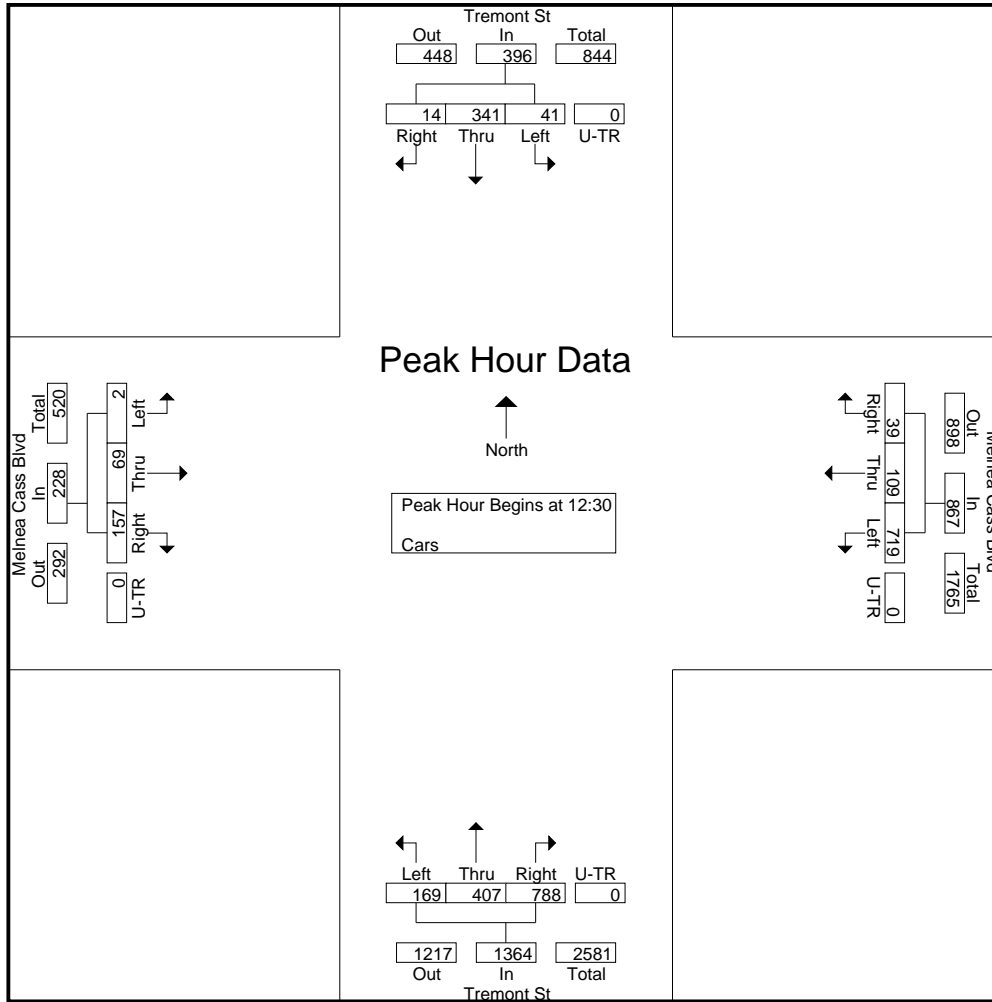 Tremont St
Out In Total
448 396 844
14 341 41 0
Right Thru Left U-TR
Peak Hour Data
North
Peak Hour Begins at 12:30
Cars
Melnea Cass Blvd
Out In Total
292 228 520
2 69 157 0
Left Thru Right U-TR
Melnea Cass Blvd
Out In Total
898 867 1765
39 109 719 0
Right Thru Left U-TR
Left Thru Right U-TR
169 407 788 0
1217 1364 2581
Out In Total
Tremont St